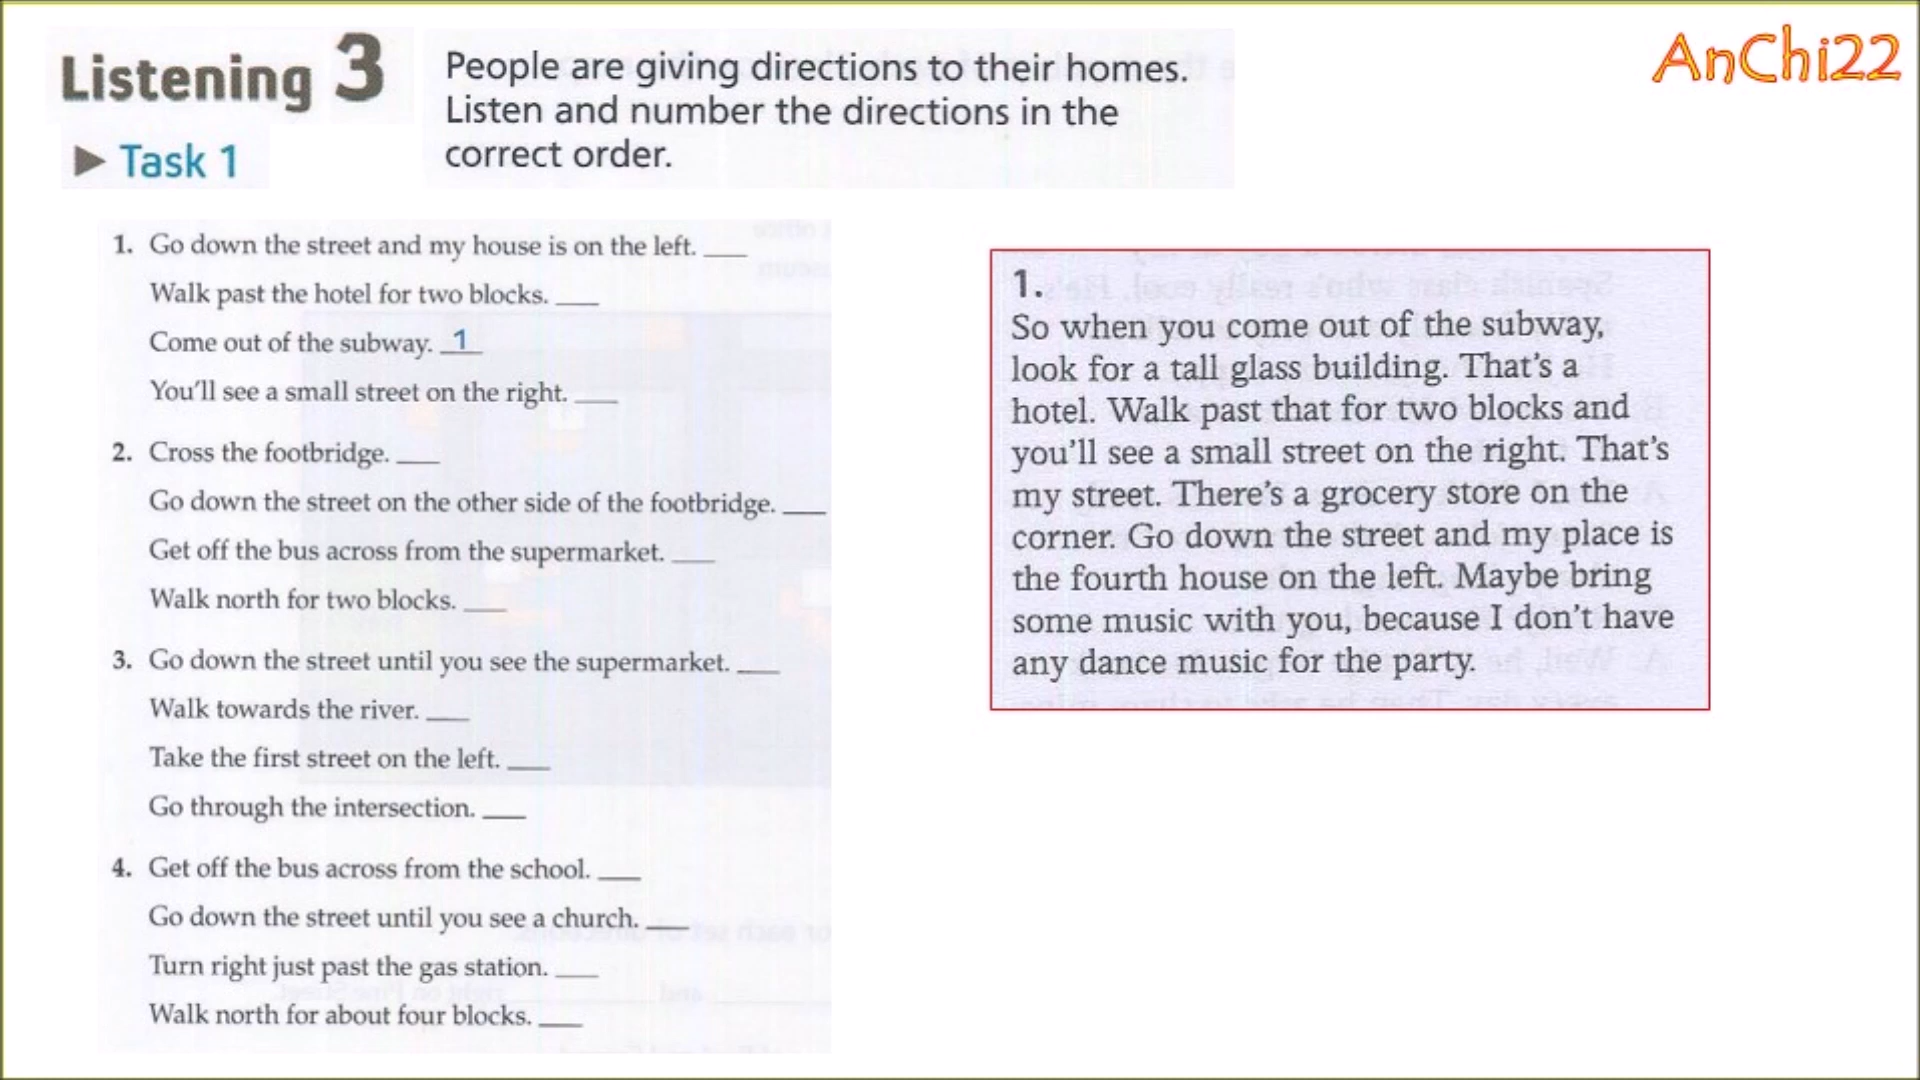 Listening 3
People are giving directions to their homes.
Listen and number the directions in the
correct order.
► Task 1
AnChi22
1. Go down the street and my house is on the left. ___
Walk past the hotel for two blocks. ___
Come out of the subway. 1
You'll see a small street on the right. ___
2. Cross the footbridge. ___
Go down the street on the other side of the footbridge. ___
Get off the bus across from the supermarket. ___
Walk north for two blocks. ___
3. Go down the street until you see the supermarket. ___
Walk towards the river. ___
Take the first street on the left. ___
Go through the intersection. ___
4. Get off the bus across from the school. ___
Go down the street until you see a church. ___
Turn right just past the gas station. ___
Walk north for about four blocks. ___
1.
So when you come out of the subway,
look for a tall glass building. That's a
hotel. Walk past that for two blocks and
you'll see a small street on the right. That's
my street. There's a grocery store on the
corner. Go down the street and my place is
the fourth house on the left. Maybe bring
some music with you, because I don't have
any dance music for the party.